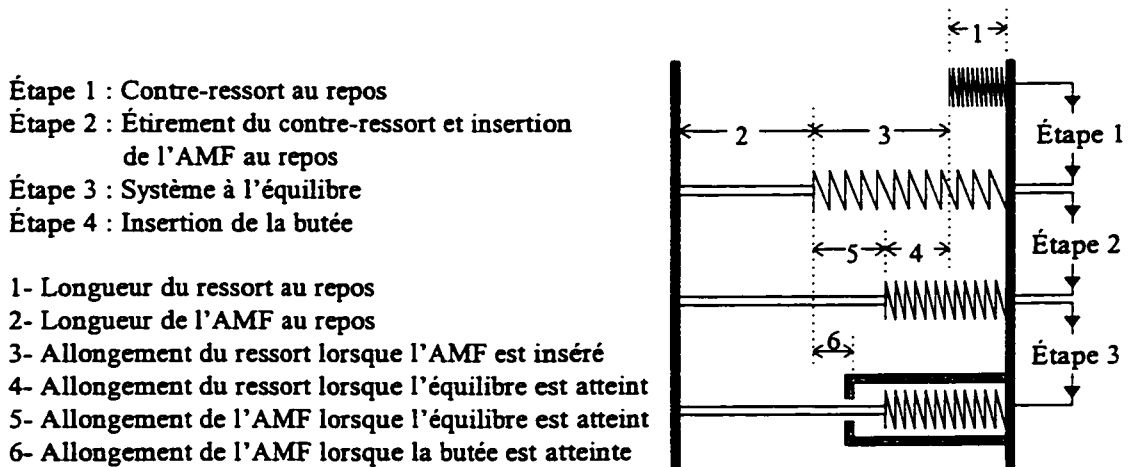 Étape 1 : Contre-ressort au repos
Étape 2 : Étirement du contre-ressort et insertion
de l'AMF au repos
Étape 3 : Système à l'équilibre
Étape 4 : Insertion de la butée
1- Longueur du ressort au repos
2- Longueur de l'AMF au repos
3- Allongement du ressort lorsque l'AMF est inséré
4- Allongement du ressort lorsque l'équilibre est atteint
5- Allongement de l'AMF lorsque l'équilibre est atteint
6- Allongement de l'AMF lorsque la butée est atteinte
1
2
3
Étape 1
5
4
Étape 2
6
Étape 3